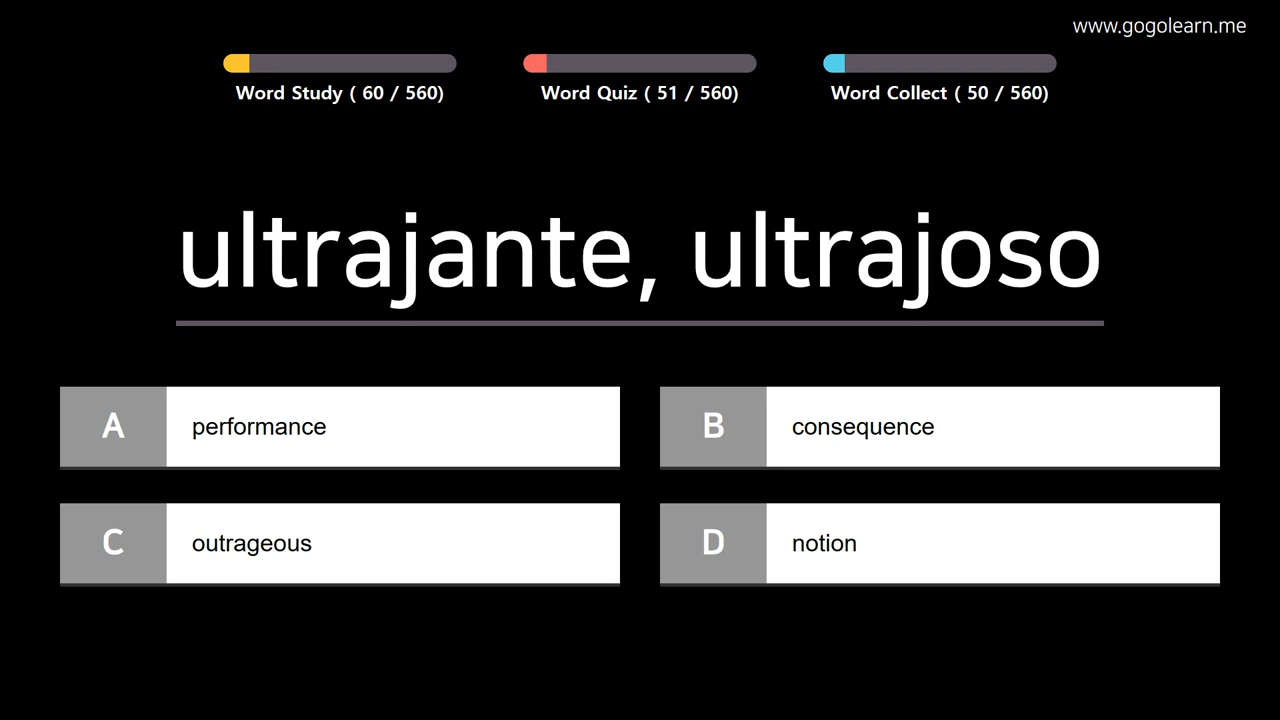 www.gogolearn.me
Word Study ( 60 / 560)
Word Quiz ( 51 / 560)
Word Collect ( 50 / 560)
ultrajante, ultrajoso
A performance
B consequence
C outrageous
D notion